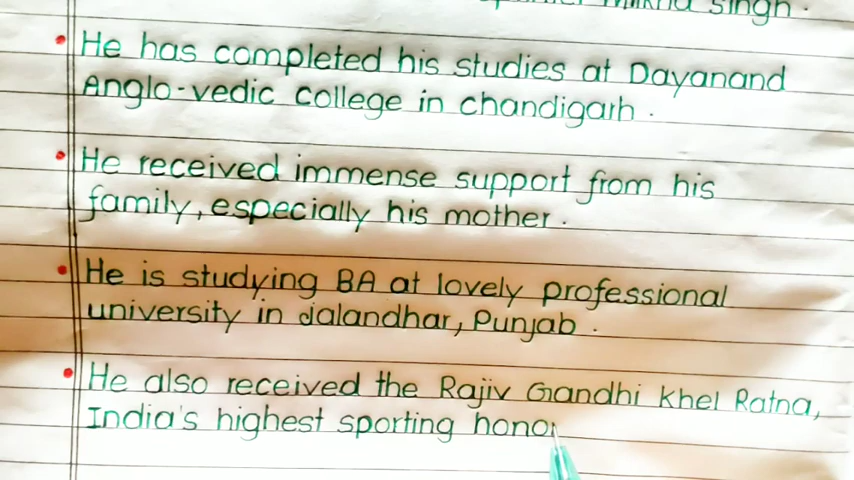 Singh.
• He has completed his studies at Dayanand
Anglo-vedic college in chandigarh.
• He received immense support from his
family, especially his mother.
• He is studying BA at lovely professional
university in Jalandhar, Punjab.
• He also received the Rajiv Gandhi khel Ratna,
India's highest sporting hono